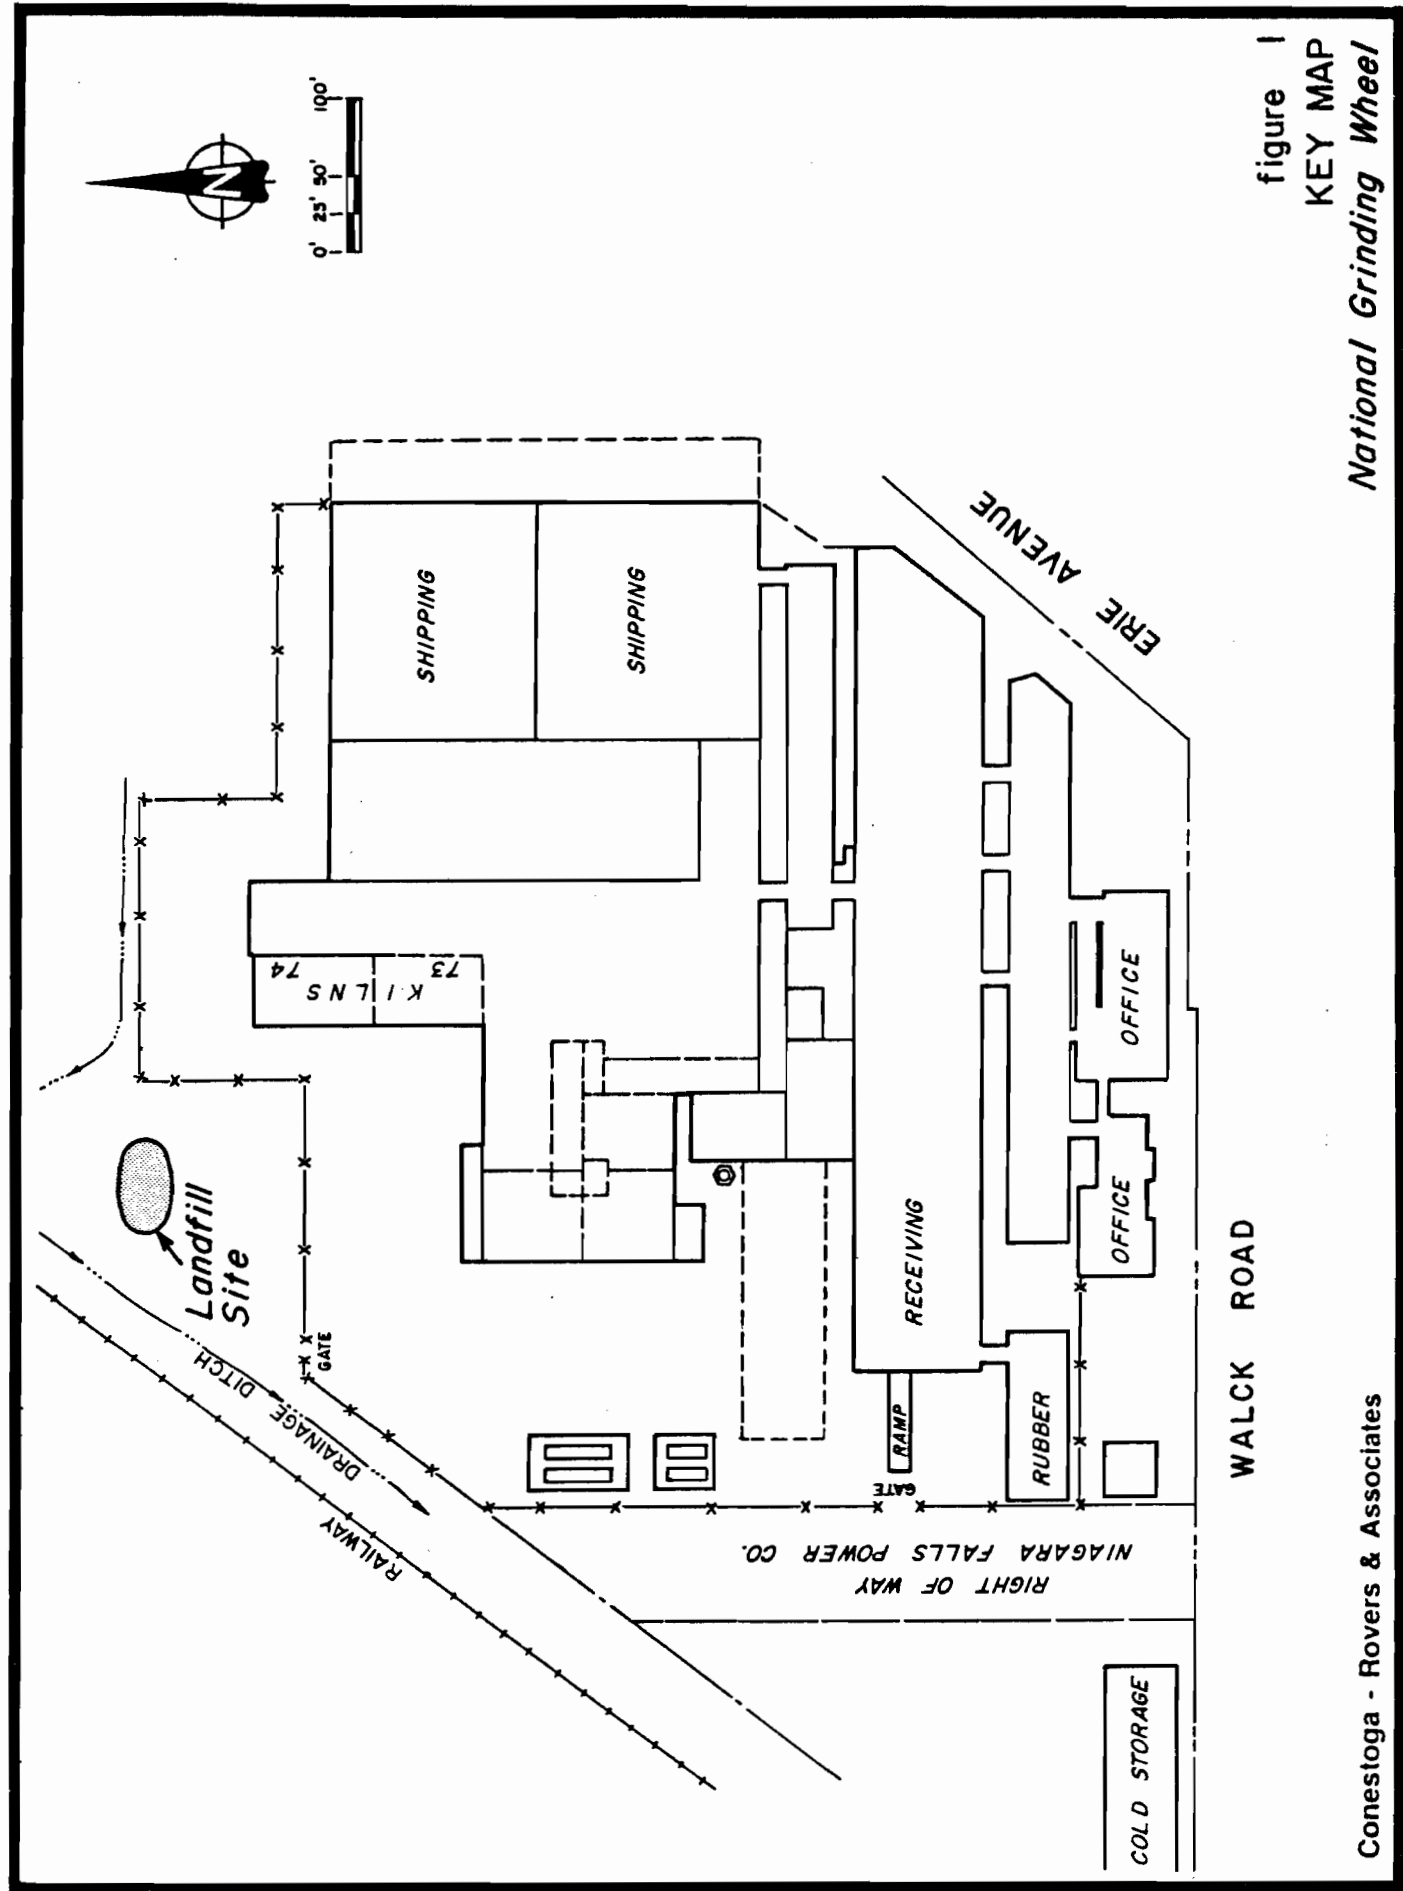 N
0' 25' 50' 100'
Landfill
Site
DRAINAGE DITCH
RAILWAY
GATE
KILNS
74
73
SHIPPING
SHIPPING
RECEIVING
RAMP
GATE
RUBBER
OFFICE
OFFICE
ERIE AVENUE
NIAGARA FALLS POWER CO.
RIGHT OF WAY
COLD STORAGE
WALCK ROAD
figure 1
KEY MAP
National Grinding Wheel
Conestoga - Rovers & Associates